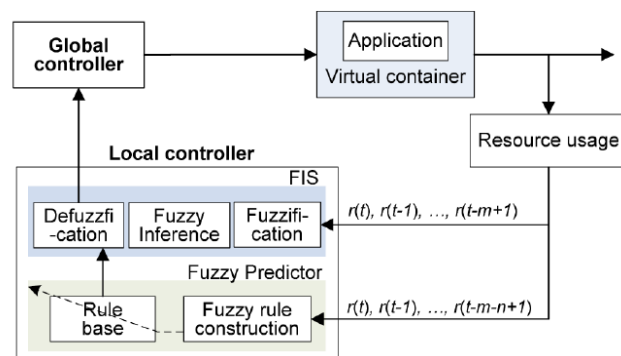 Global
controller
Application
Virtual container
Resource usage
Local controller
FIS
Defuzzfi
-cation
Fuzzy
Inference
Fuzzifi-
cation
r(t), r(t-1), …, r(t-m+1)
Fuzzy Predictor
Rule
base
Fuzzy rule
construction
r(t), r(t-1), …, r(t-m-n+1)